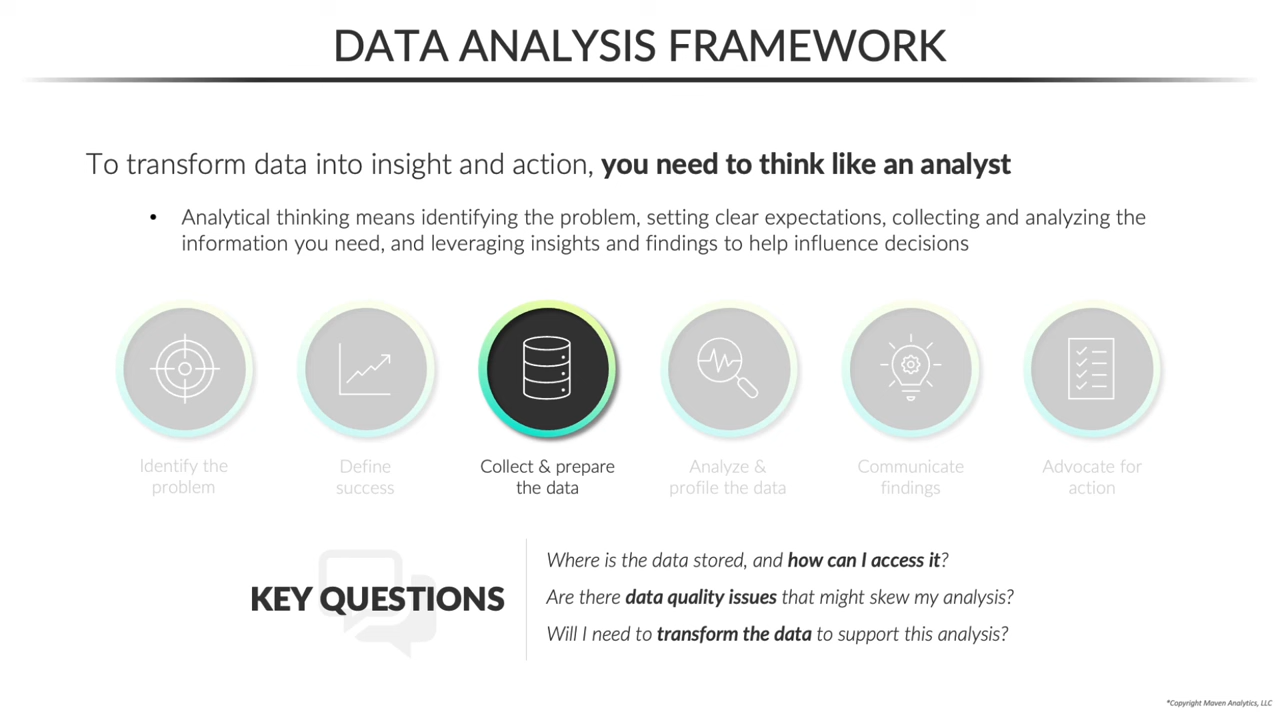 DATA ANALYSIS FRAMEWORK
To transform data into insight and action, you need to think like an analyst
• Analytical thinking means identifying the problem, setting clear expectations, collecting and analyzing the
information you need, and leveraging insights and findings to help influence decisions
Identify the
problem
Define
success
Collect & prepare
the data
Analyze &
profile the data
Communicate
findings
Advocate for
action
KEY QUESTIONS
Where is the data stored, and how can I access it?
Are there data quality issues that might skew my analysis?
Will I need to transform the data to support this analysis?
*Copyright Maven Analytics, LLC